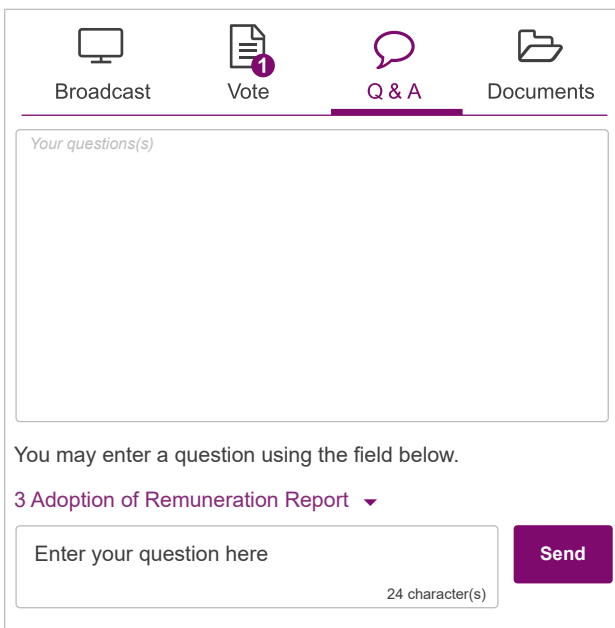 1
Broadcast Vote Q & A Documents
Your questions(s)
You may enter a question using the field below.
3 Adoption of Remuneration Report
Enter your question here
Send
24 character(s)